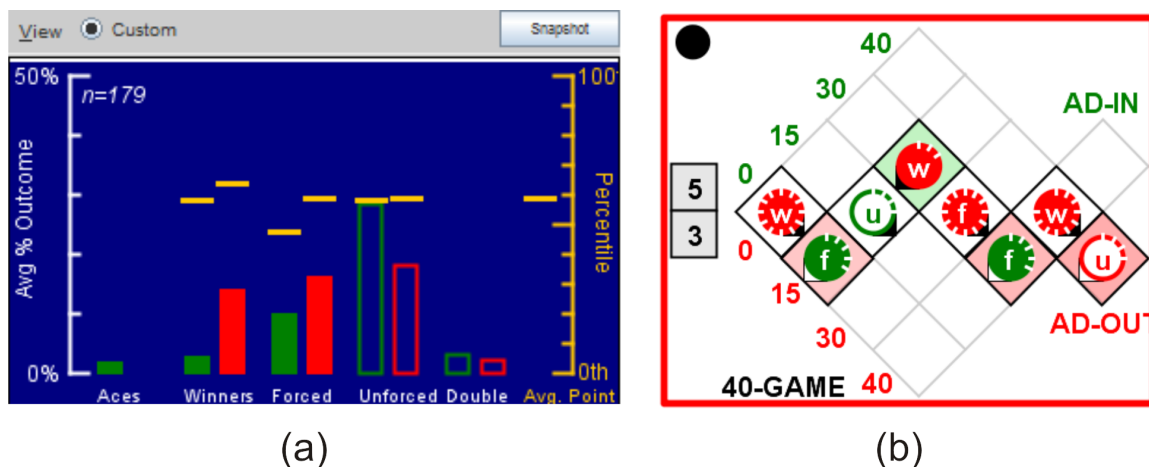 View Custom
Snapshot
50%
n=179
100
Avg % Outcome
Percentile
0%
0th
Aces Winners Forced Unforced Double Avg. Point
(a)
40
30
15
0
AD-IN
5
3
w
w
u
f
w
f
f
u
0
15
30
40
AD-OUT
40-GAME
(b)